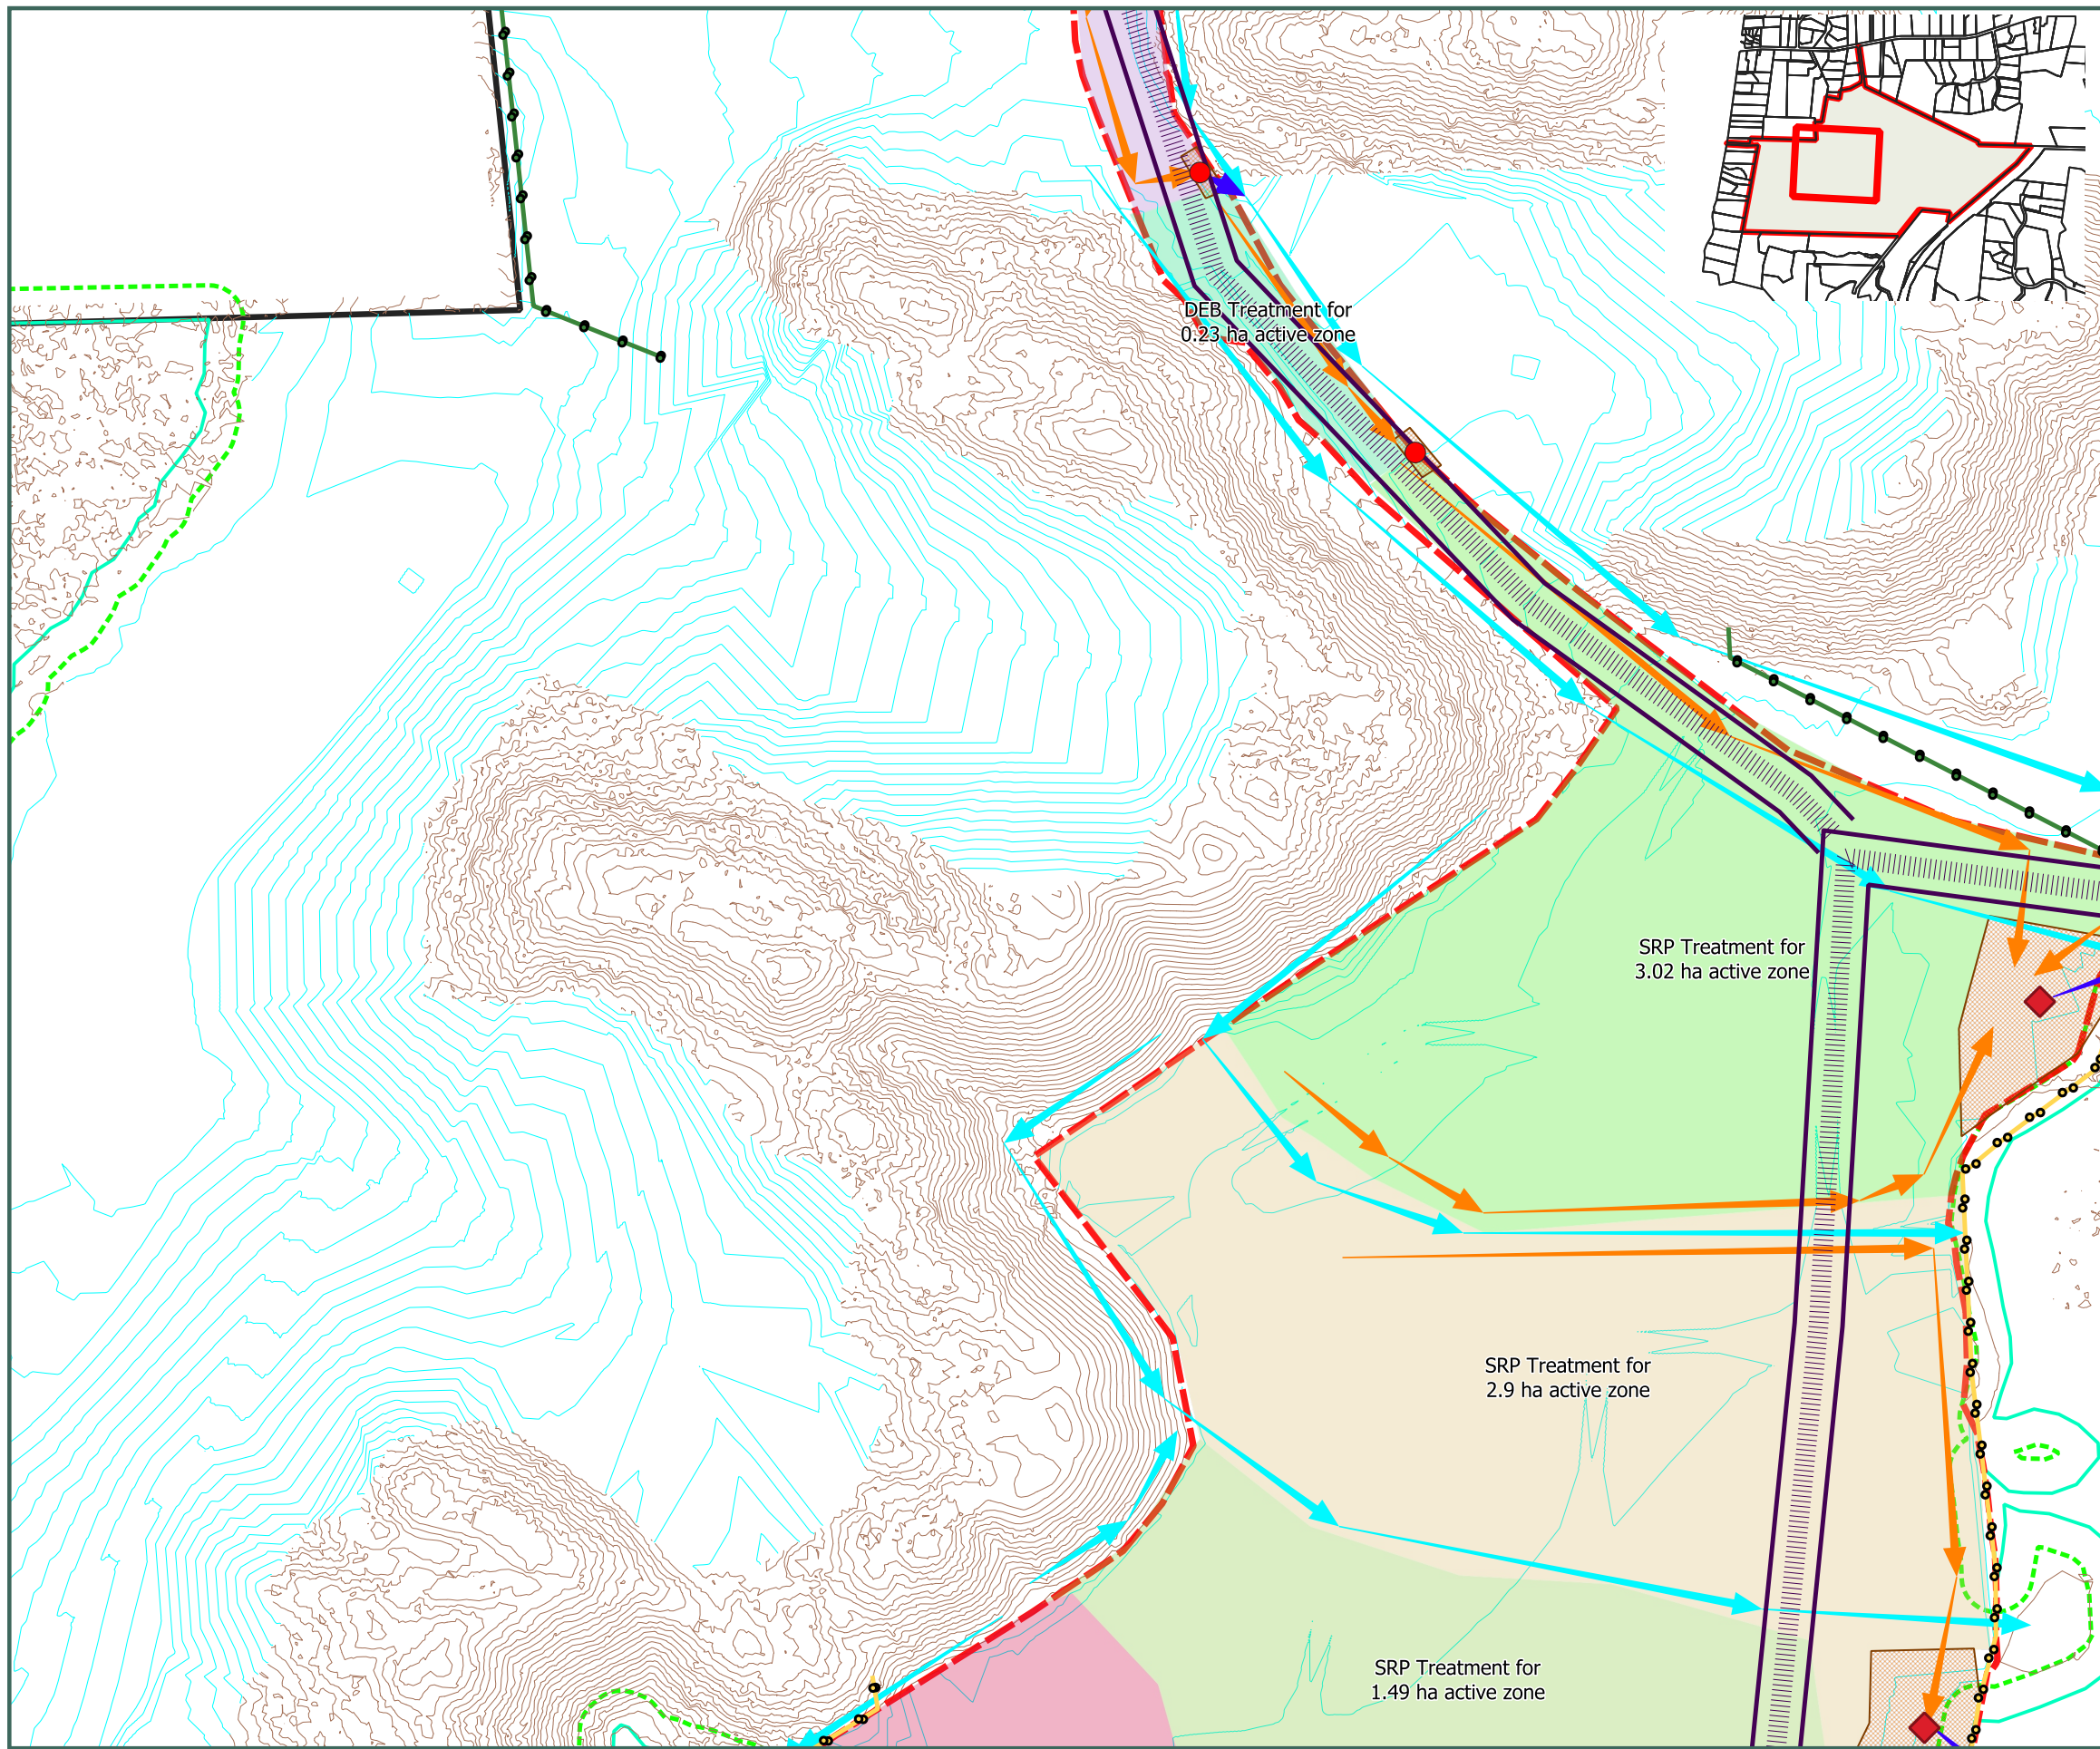 DEB Treatment for
0.23 ha active zone
SRP Treatment for
3.02 ha active zone
SRP Treatment for
2.9 ha active zone
SRP Treatment for
1.49 ha active zone